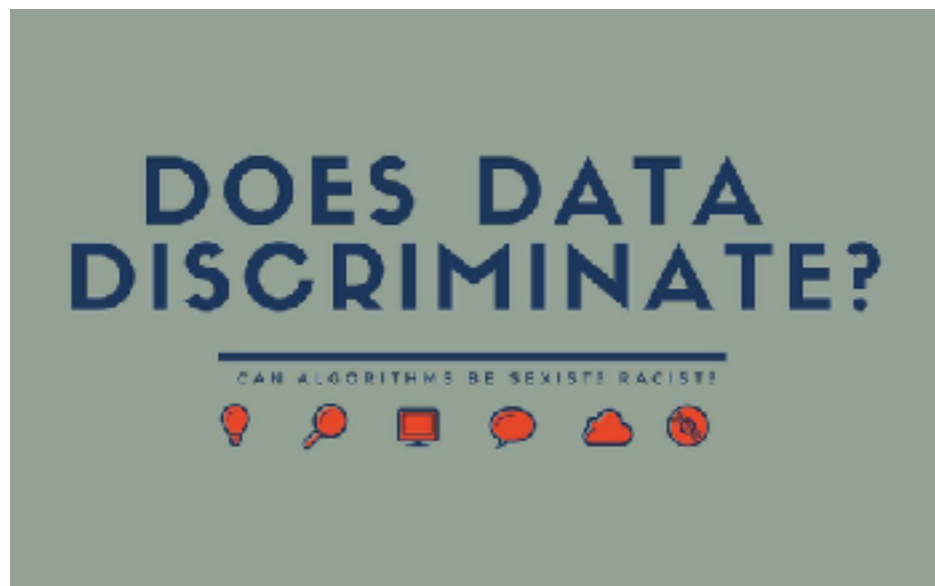 DOES DATA
DISCRIMINATE?
CAN ALGORITHMS BE SEXIST? RACIST?